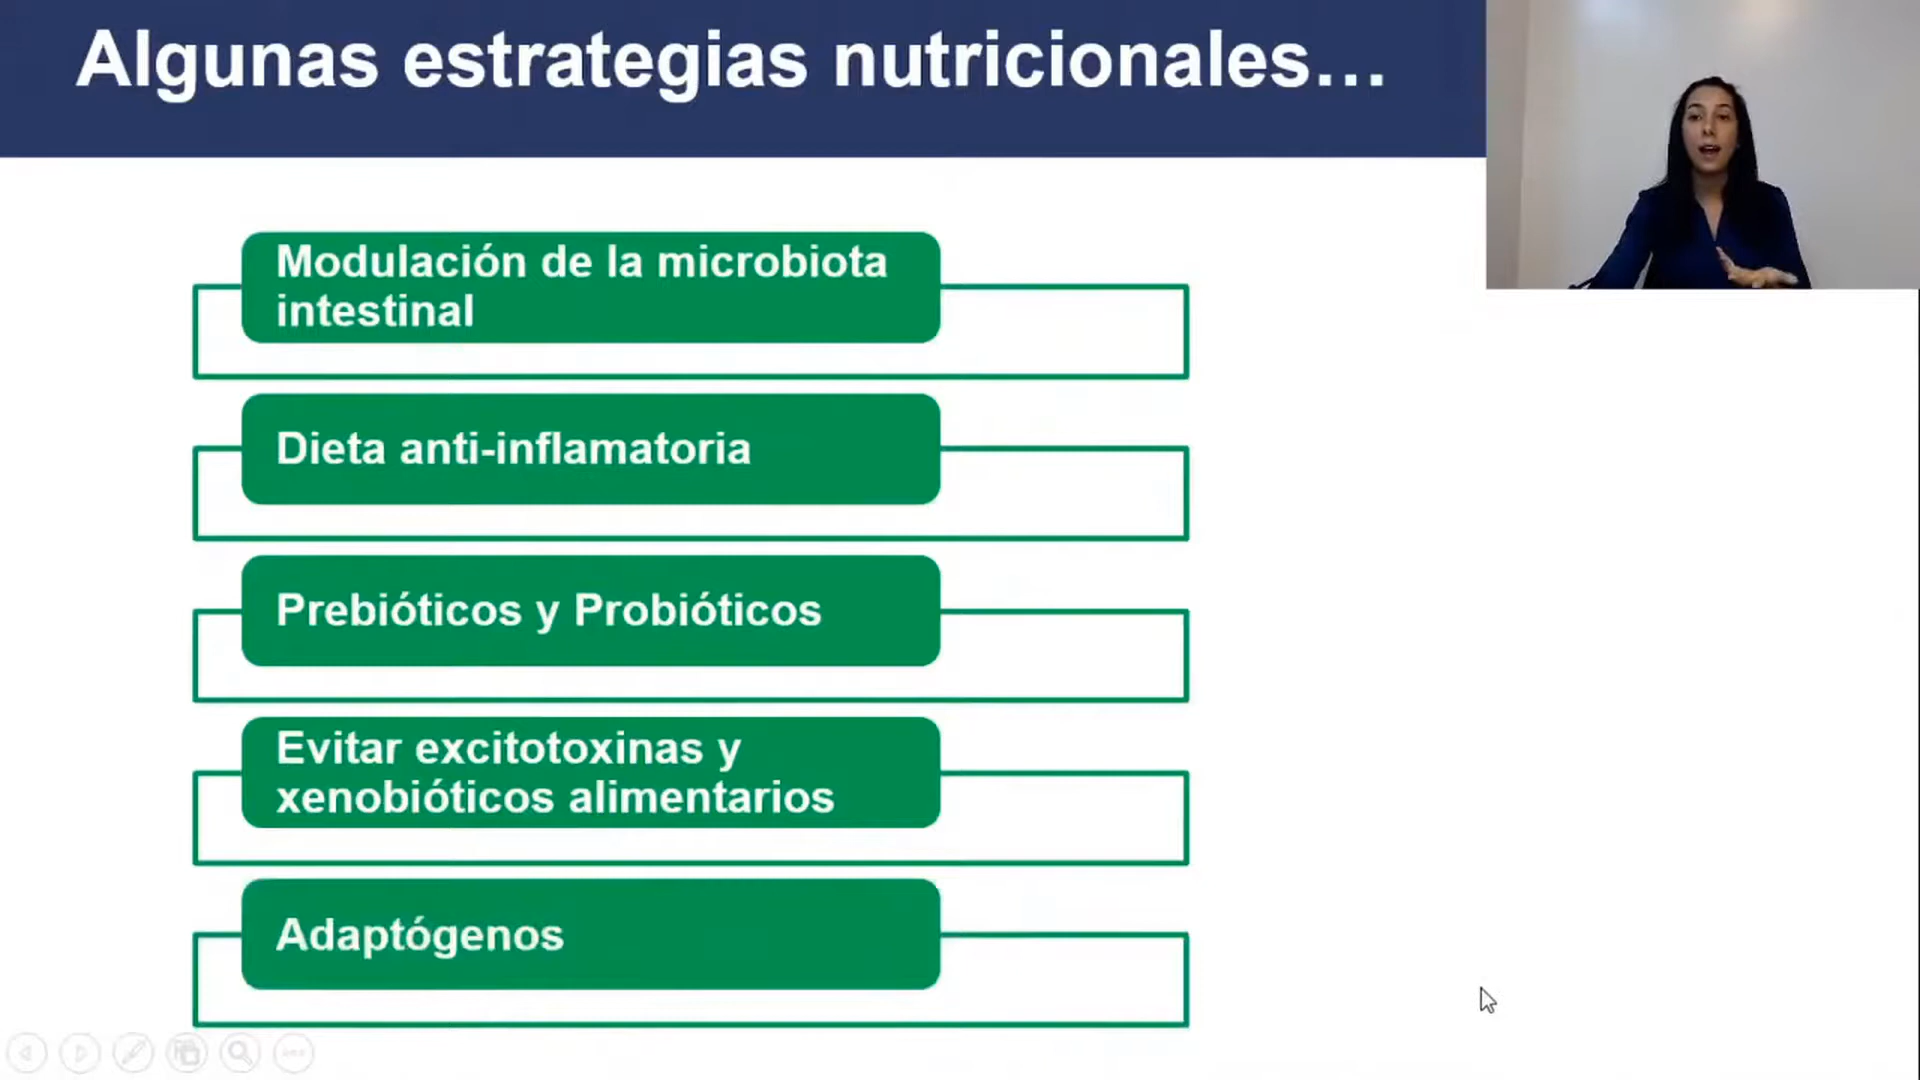 Algunas estrategias nutricionales...
Modulación de la microbiota
intestinal
Dieta anti-inflamatoria
Prebióticos y Probióticos
Evitar excitotoxinas y
xenobióticos alimentarios
Adaptógenos